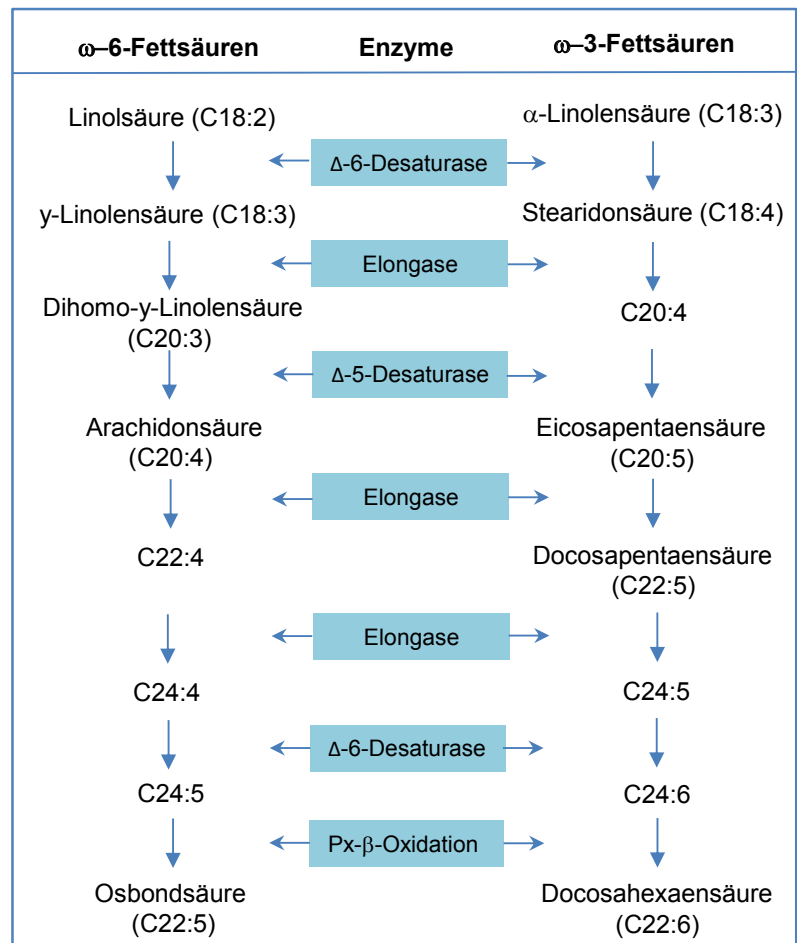 ω–6-Fettsäuren Enzyme ω–3-Fettsäuren
Linolsäure (C18:2) α-Linolensäure (C18:3)
Δ-6-Desaturase
y-Linolensäure (C18:3) Stearidonsäure (C18:4)
Elongase
Dihomo-y-Linolensäure
(C20:3)
C20:4
Δ-5-Desaturase
Arachidonsäure
(C20:4)
Eicosapentaensäure
(C20:5)
Elongase
C22:4
Docosapentaensäure
(C22:5)
Elongase
C24:4 C24:5
Δ-6-Desaturase
C24:5 C24:6
Px-β-Oxidation
Osbondsäure
(C22:5)
Docosahexaensäure
(C22:6)